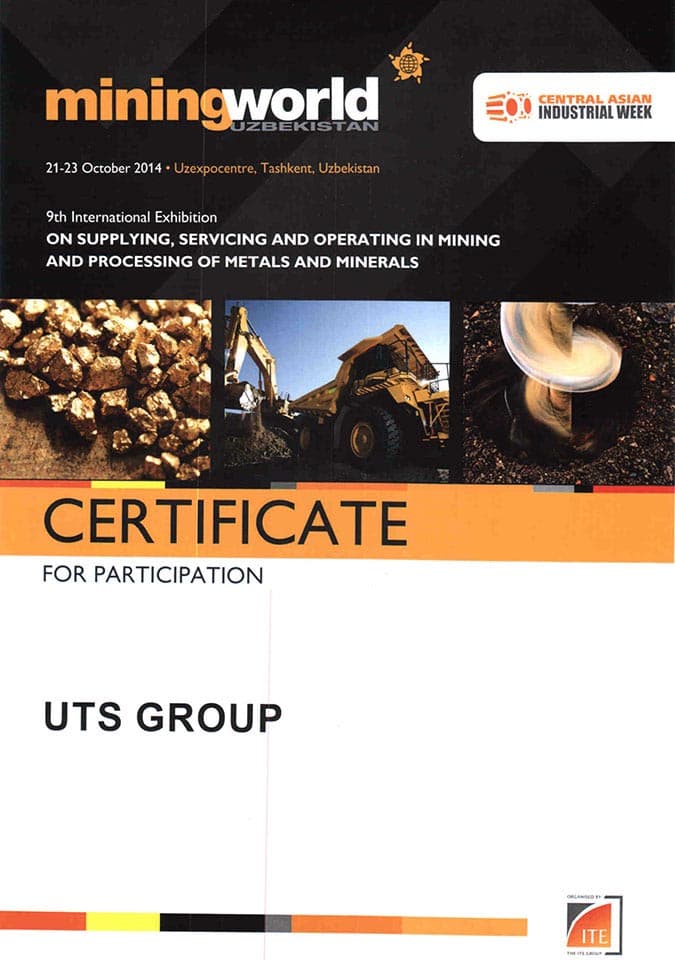 miningworld
UZBEKISTAN
CENTRAL ASIAN
INDUSTRIAL WEEK
21-23 October 2014 • Uzexpocentre, Tashkent, Uzbekistan
9th International Exhibition
ON SUPPLYING, SERVICING AND OPERATING IN MINING
AND PROCESSING OF METALS AND MINERALS
CERTIFICATE
FOR PARTICIPATION
UTS GROUP
ORGANISED BY
ITE
THE ITE GROUP